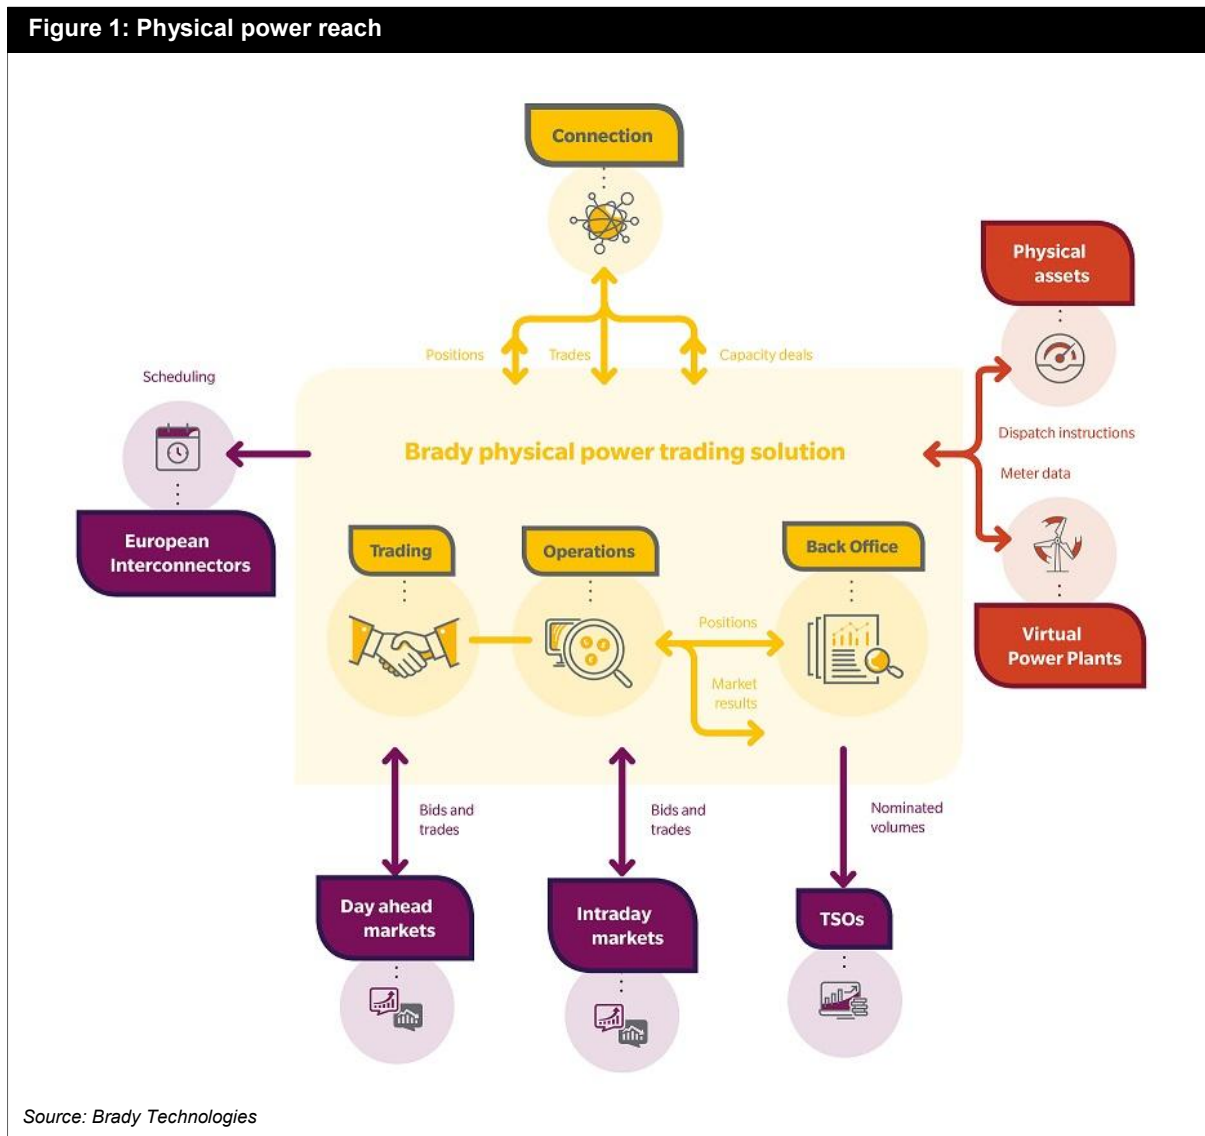 Figure 1: Physical power reach
Connection
Physical
assets
Positions
Trades
Capacity deals
Scheduling
Dispatch instructions
Meter data
Brady physical power trading solution
European
Interconnectors
Trading
Operations
Back Office
Positions
Market
results
Virtual
Power Plants
Bids and
trades
Bids and
trades
Nominated
volumes
Day ahead
markets
Intraday
markets
TSOs
Source: Brady Technologies